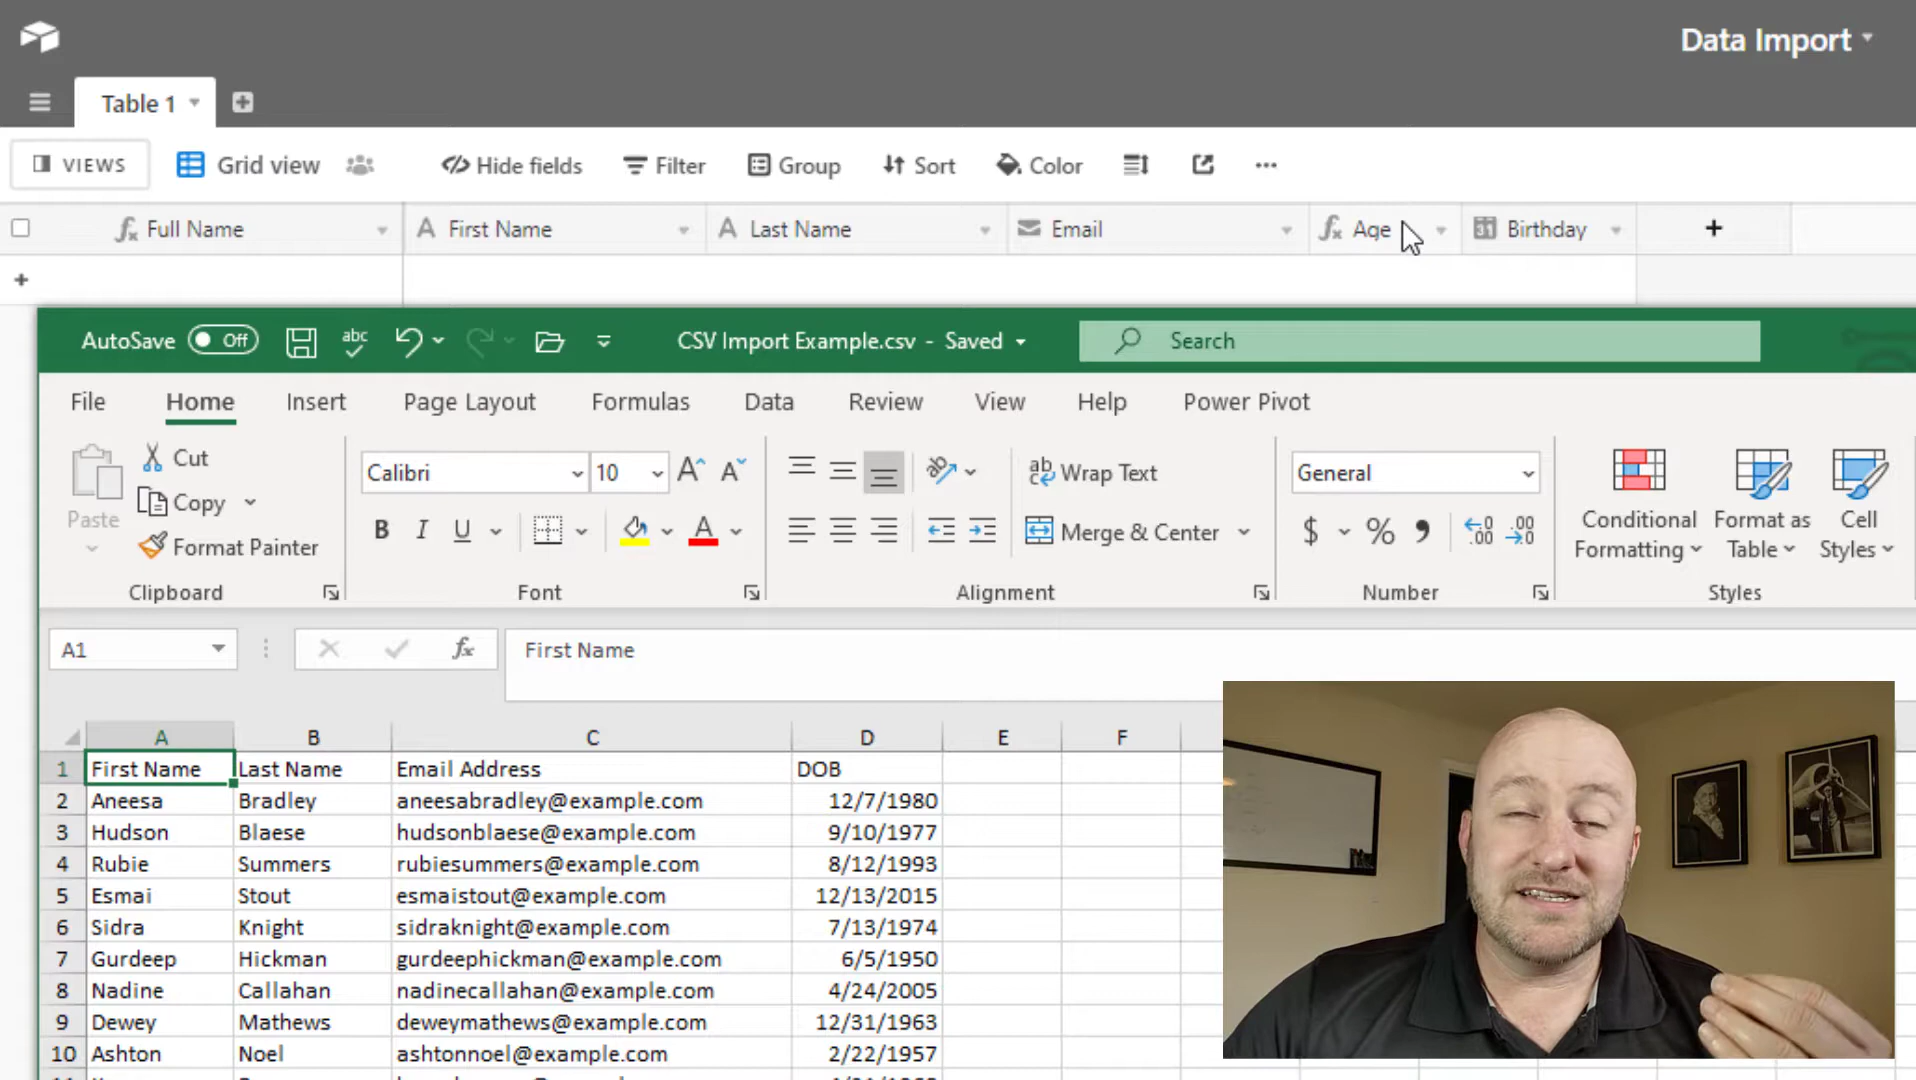 Data Import
Table 1
VIEWS Grid view Hide fields Filter Group Sort Color
Full Name First Name Last Name Email Age 31 Birthday
AutoSave Off abc CSV Import Example.csv - Saved Search
File Home Insert Page Layout Formulas Data Review View Help Power Pivot
Paste
Cut
Copy
Format Painter
Clipboard
Calibri 10
B I U
Font
ab Wrap Text
Merge & Center
Alignment
General
$ % 
Number
Conditional Formatting
Format as Table
Cell Styles
Styles
A1 fx First Name
A B C D E F
1 First Name Last Name Email Address DOB
2 Aneesa Bradley aneesabradley@example.com 12/7/1980
3 Hudson Blaese hudsonblaese@example.com 9/10/1977
4 Rubie Summers rubiesummers@example.com 8/12/1993
5 Esmai Stout esmaistout@example.com 12/13/2015
6 Sidra Knight sidraknight@example.com 7/13/1974
7 Gurdeep Hickman gurdeephickman@example.com 6/5/1950
8 Nadine Callahan nadinecallahan@example.com 4/24/2005
9 Dewey Mathews deweymathews@example.com 12/31/1963
10 Ashton Noel ashtonnoel@example.com 2/22/1957